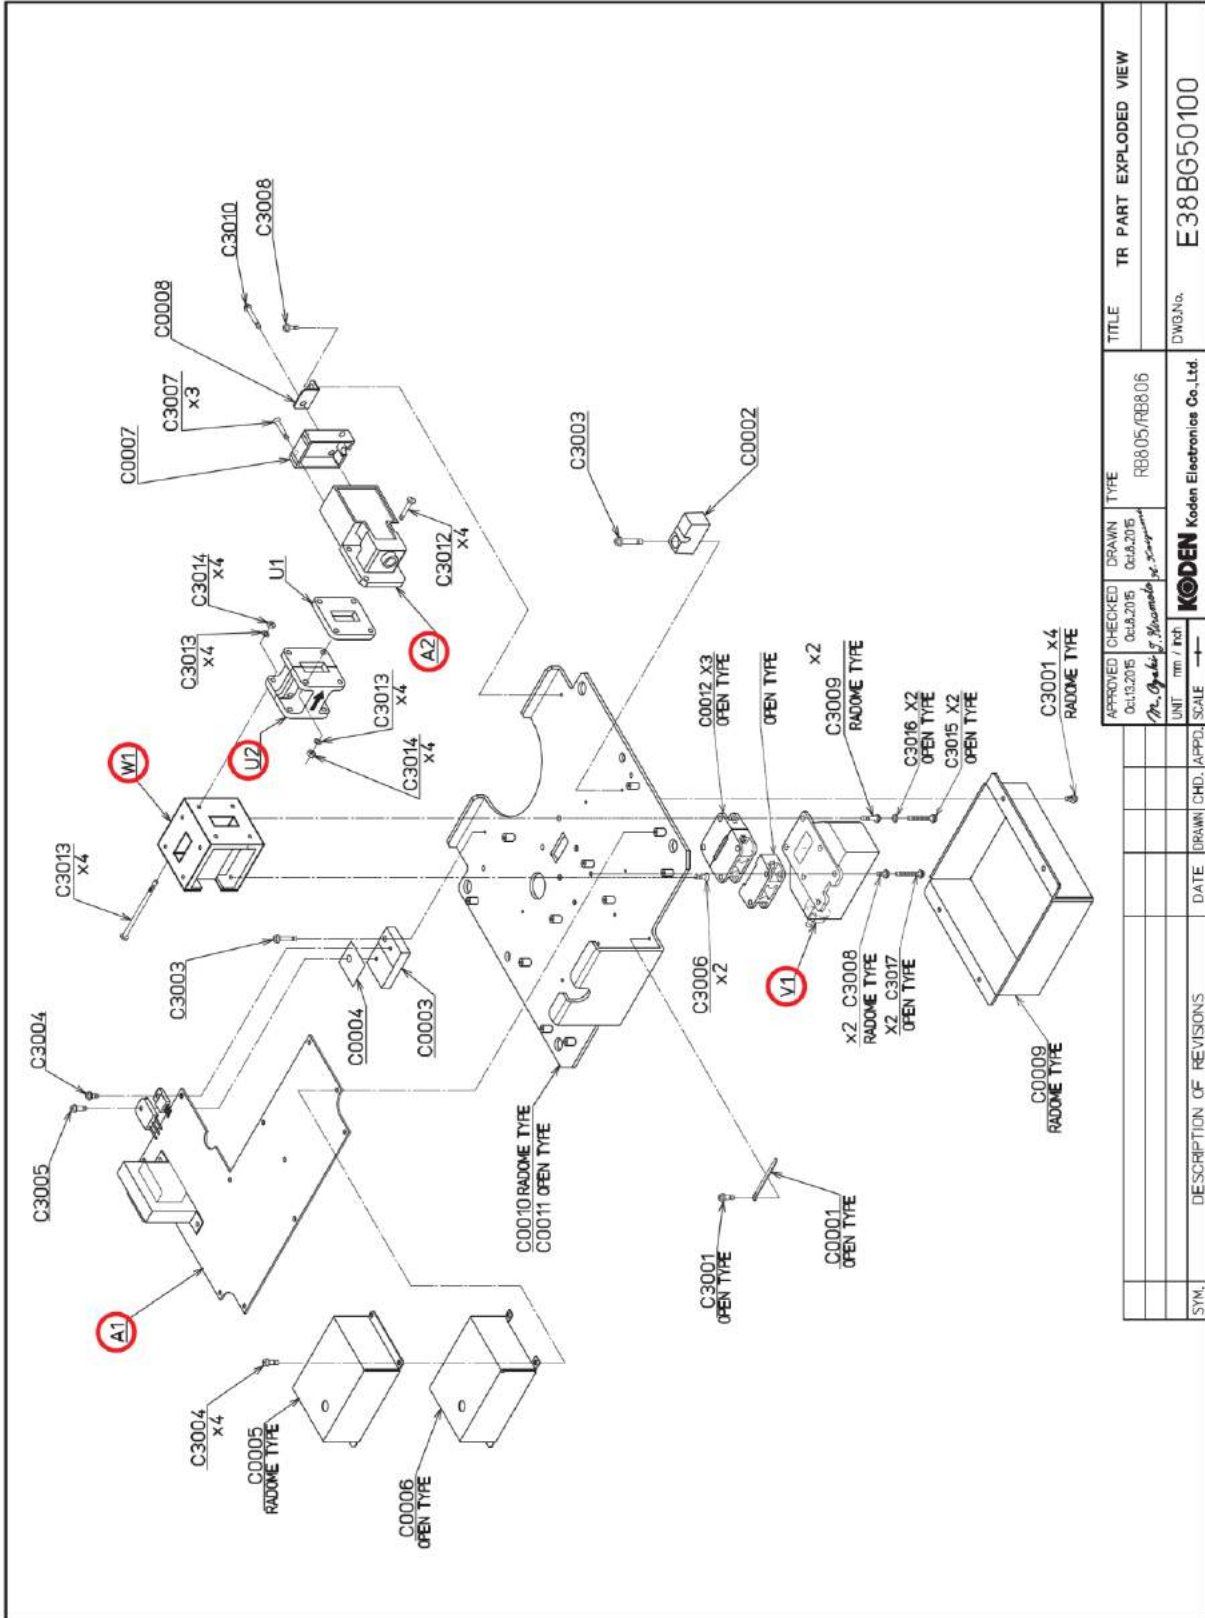 C3005
C3004
C3003
C3013
x4
W1
C3013
x4
C3014
x4
U1
C0007
C3007
x3
C0008
C3010
C3008
A1
C0004
C0003
U2
C3014
x4
C3013
x4
A2
C3012
x4
C3003
C0002
C3004
x4
C0005
RADOME TYPE
C0006
OPEN TYPE
C0010 RADOME TYPE
C0011 OPEN TYPE
C3001
OPEN TYPE
C0001
OPEN TYPE
C3006
x2
V1
x2 C3008
RADOME TYPE
x2 C3017
OPEN TYPE
C0012 X3
OPEN TYPE
OPEN TYPE
x2
C3009
RADOME TYPE
C3016 X2
OPEN TYPE
C3015 X2
OPEN TYPE
C3001 x4
RADOME TYPE
C0009
RADOME TYPE
SYM.
DESCRIPTION OF REVISIONS
DATE
DRAWN
CHD.
APPD.
APPROVED
Oct.13.2015
CHECKED
Oct.8.2015
DRAWN
Oct.8.2015
TYPE
RB805/RB806
TITLE
TR PART EXPLODED VIEW
UNIT mm / inch
SCALE
KODEN Koden Electronics Co.,Ltd.
DWG.No.
E38BG50100